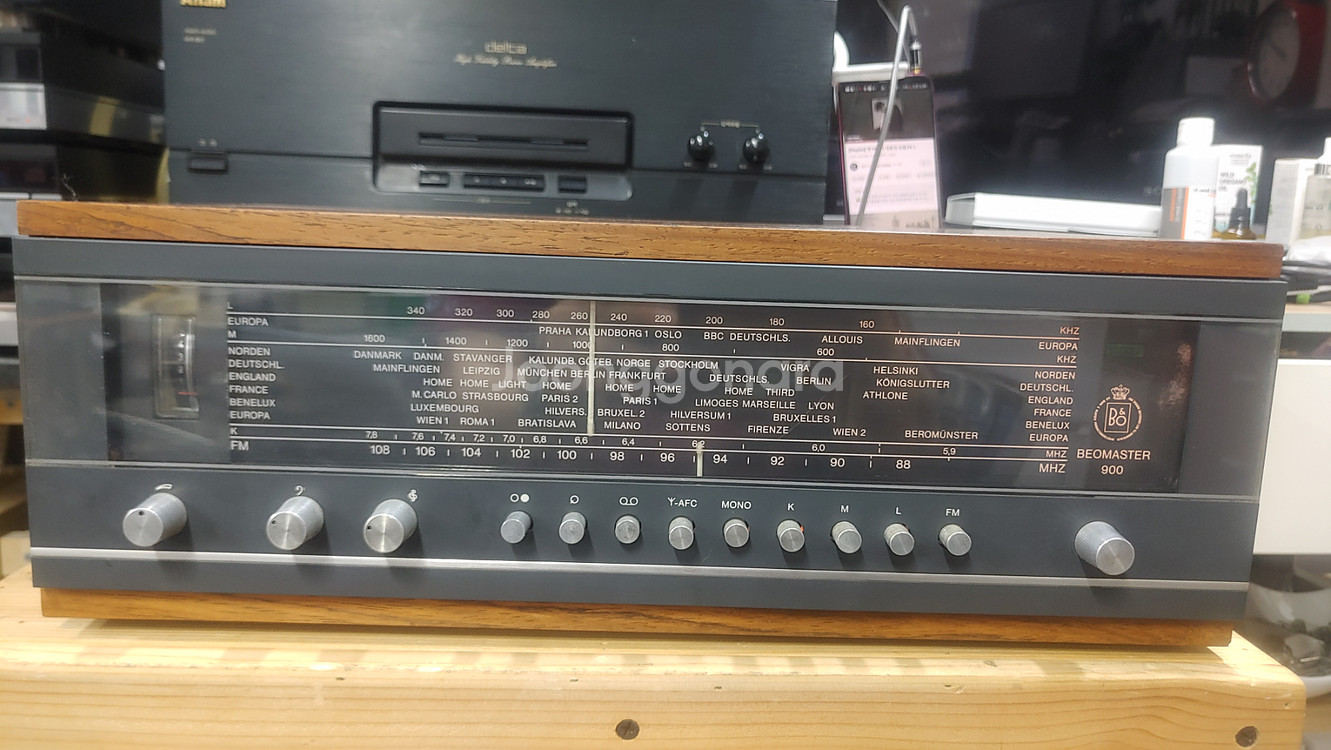 Anam
delta
High Fidelity Stereo Amplifier
L 340 320 300 280 260 240 220 200 180 160 KHZ
EUROPA PRAHA KALUNDBORG 1 OSLO BBC DEUTSCHLS. ALLOUIS MAINFLINGEN EUROPA
M 1600 1400 1200 1000 800 600 KHZ
NORDEN DANMARK DANM. STAVANGER KALUNDB. GÖTEB. NORGE STOCKHOLM VIGRA HELSINKI NORDEN
DEUTSCHL. MAINFLINGEN LEIPZIG MÜNCHEN BERLIN FRANKFURT DEUTSCHLS. BERLIN KÖNIGSLUTTER DEUTSCHL.
ENGLAND HOME HOME LIGHT HOME HOME HOME HOME THIRD ATHLONE ENGLAND
FRANCE M.CARLO STRASBOURG PARIS 2 PARIS 1 LIMOGES MARSEILLE LYON FRANCE
BENELUX LUXEMBOURG HILVERS. BRUXEL. 2 HILVERSUM 1 BRUXELLES 1 BENELUX
EUROPA WIEN 1 ROMA 1 BRATISLAVA MILANO SOTTENS FIRENZE WIEN 2 BEROMÜNSTER EUROPA
K 7,8 7,6 7,4 7,2 7,0 6,8 6,6 6,4 6,2 6,0 5,9 MHZ
FM 108 106 104 102 100 98 96 94 92 90 88 MHZ
B&O
BEOMASTER
900
Y-AFC MONO K M L FM
Joonggonara